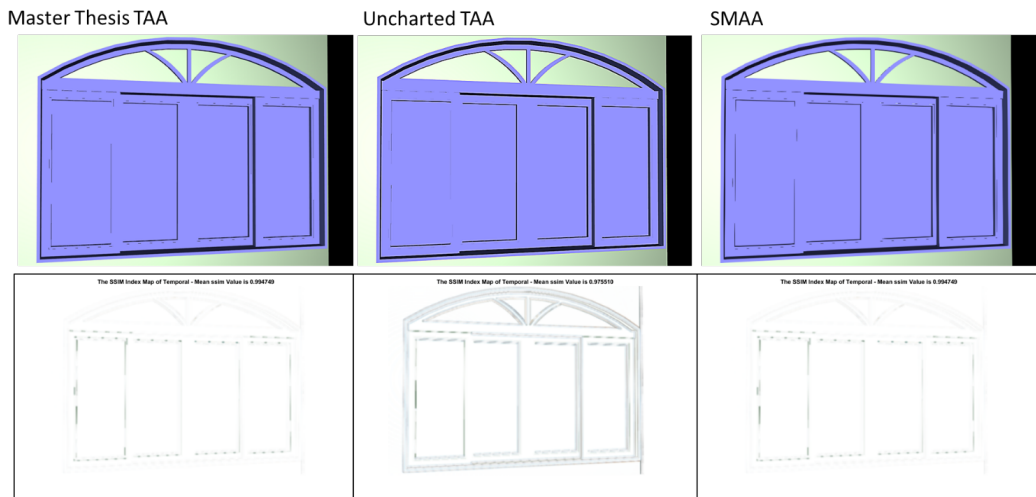 Master Thesis TAA
Uncharted TAA
SMAA
The SSIM Index Map of Temporal - Mean ssim Value is 0.994749
The SSIM Index Map of Temporal - Mean ssim Value is 0.975510
The SSIM Index Map of Temporal - Mean ssim Value is 0.994749